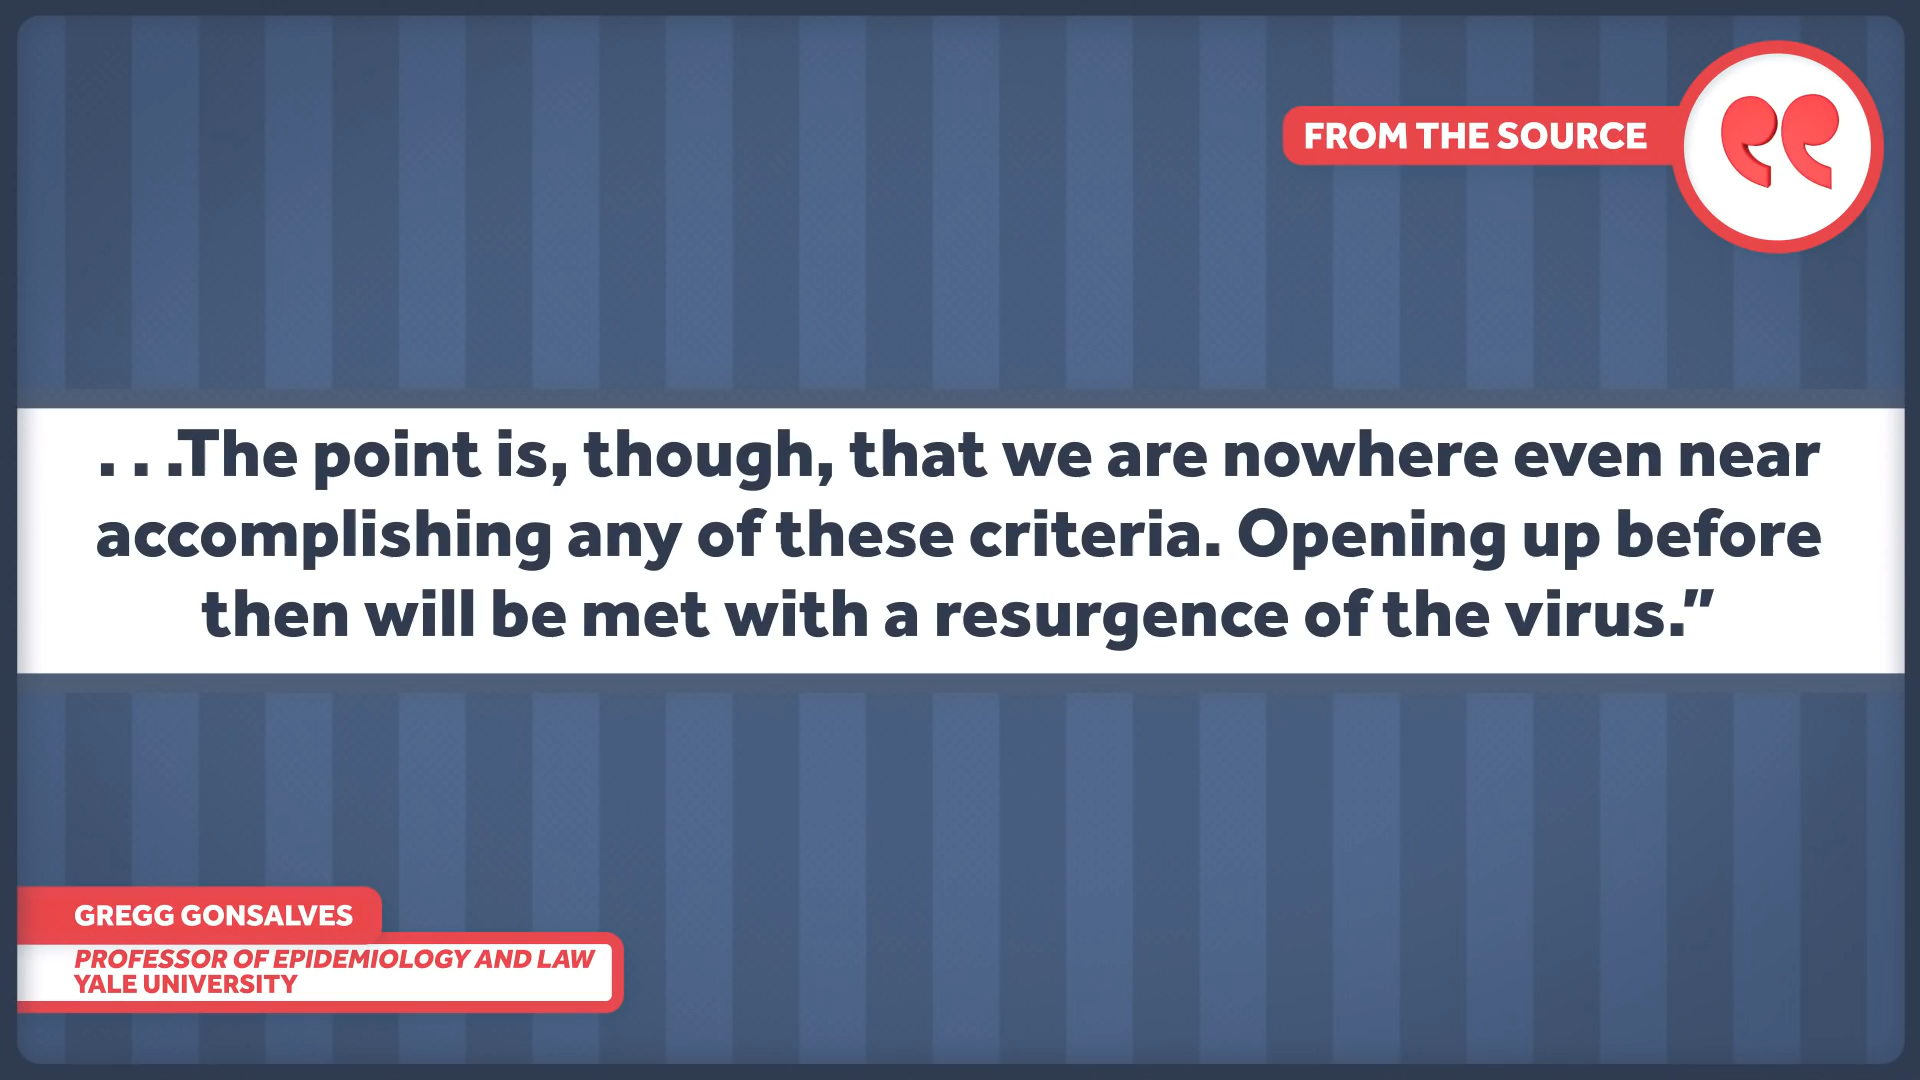 FROM THE SOURCE
. . .The point is, though, that we are nowhere even near
accomplishing any of these criteria. Opening up before
then will be met with a resurgence of the virus.”
GREGG GONSALVES
PROFESSOR OF EPIDEMIOLOGY AND LAW
YALE UNIVERSITY